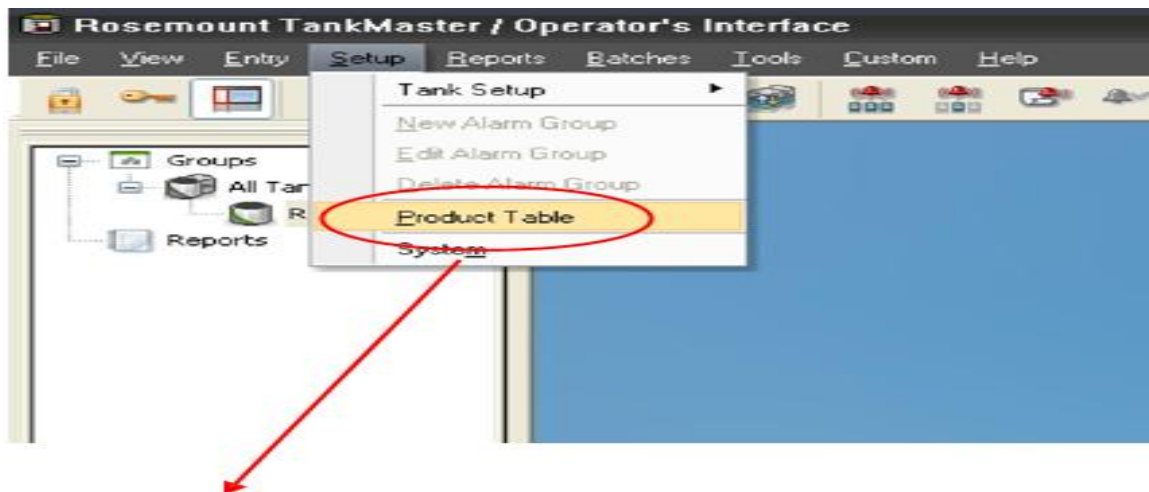 Rosemount TankMaster / Operator's Interface
File View Entry Setup Reports Batches Tools Custom Help
Tank Setup
New Alarm Group
Edit Alarm Group
Delete Alarm Group
Product Table
System
Groups
All Tan
R
Reports